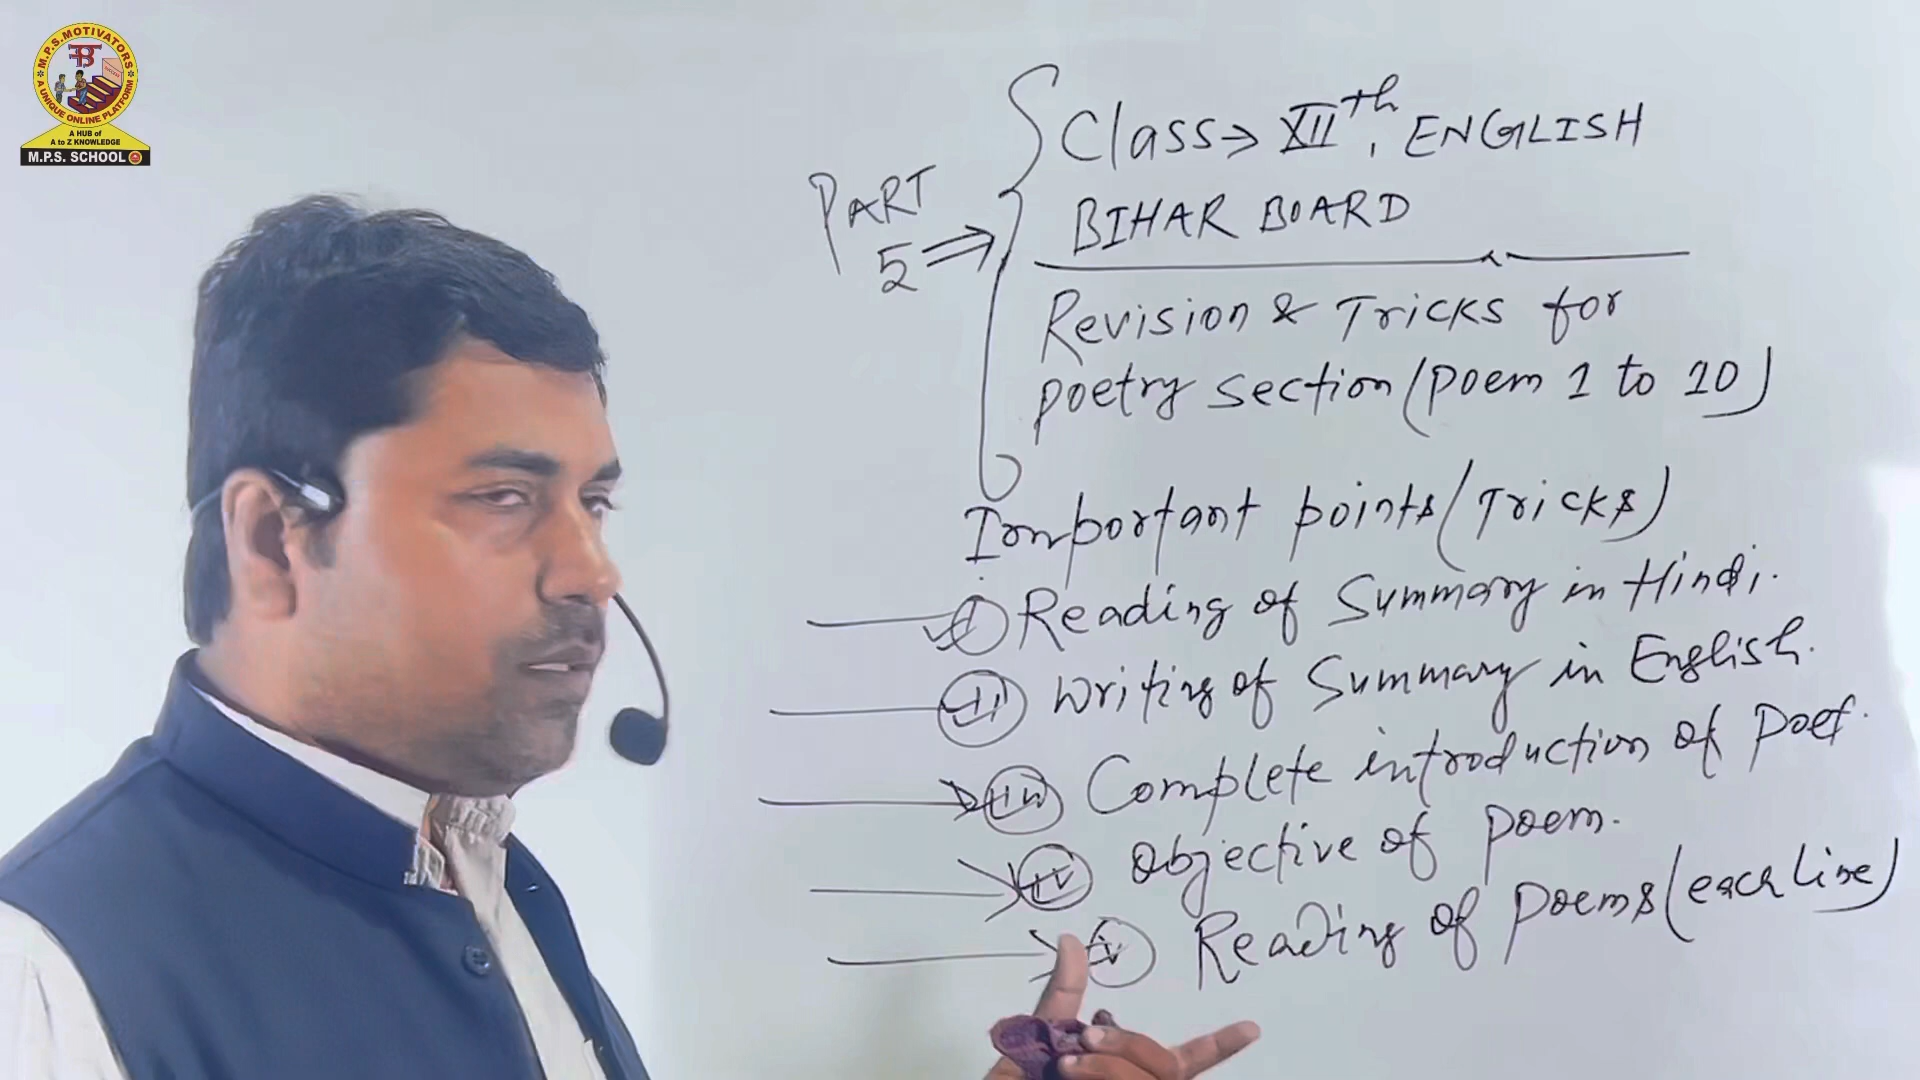 M.P.S.MOTIVATORS
A UNIQUE ONLINE PLATFORM
A HUB of
A to Z KNOWLEDGE
M.P.S. SCHOOL
PART
5 ⇒
Class → XIIth, ENGLISH
BIHAR BOARD
Revision & Tricks for
poetry section (poem 1 to 10)
Important points (Tricks)
(i) Reading of Summary in Hindi.
(ii) Writing of Summary in English.
(iii) Complete introduction of Poet.
(iv) Objective of poem.
(v) Reading of poems (each line)